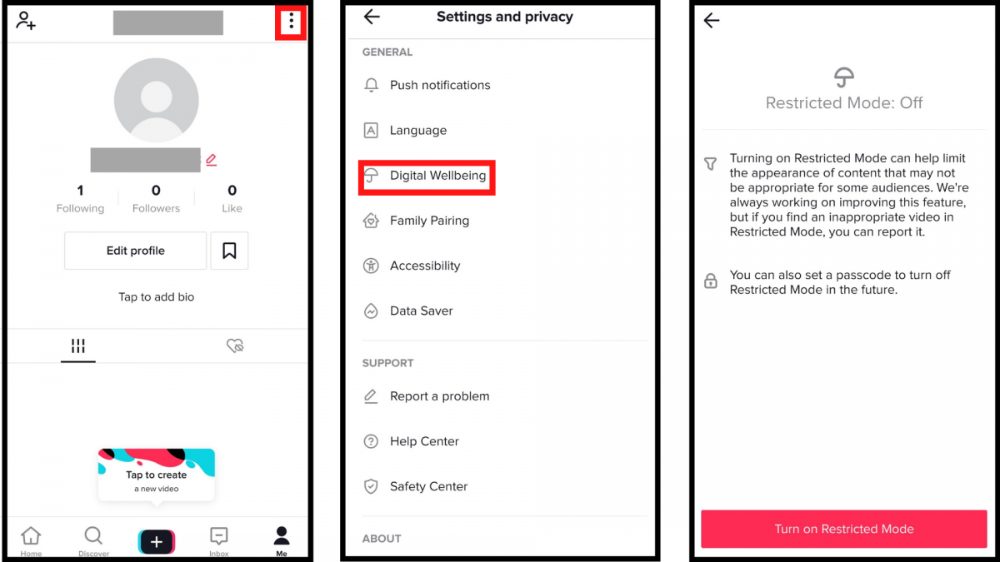 1
0
0
Following
Followers
Like
Edit profile
Tap to add bio
Tap to create
a new video
Home
Discover
Inbox
Me
Settings and privacy
GENERAL
Push notifications
Language
Digital Wellbeing
Family Pairing
Accessibility
Data Saver
SUPPORT
Report a problem
Help Center
Safety Center
ABOUT
Restricted Mode: Off
Turning on Restricted Mode can help limit
the appearance of content that may not
be appropriate for some audiences. We're
always working on improving this feature,
but if you find an inappropriate video in
Restricted Mode, you can report it.
You can also set a passcode to turn off
Restricted Mode in the future.
Turn on Restricted Mode